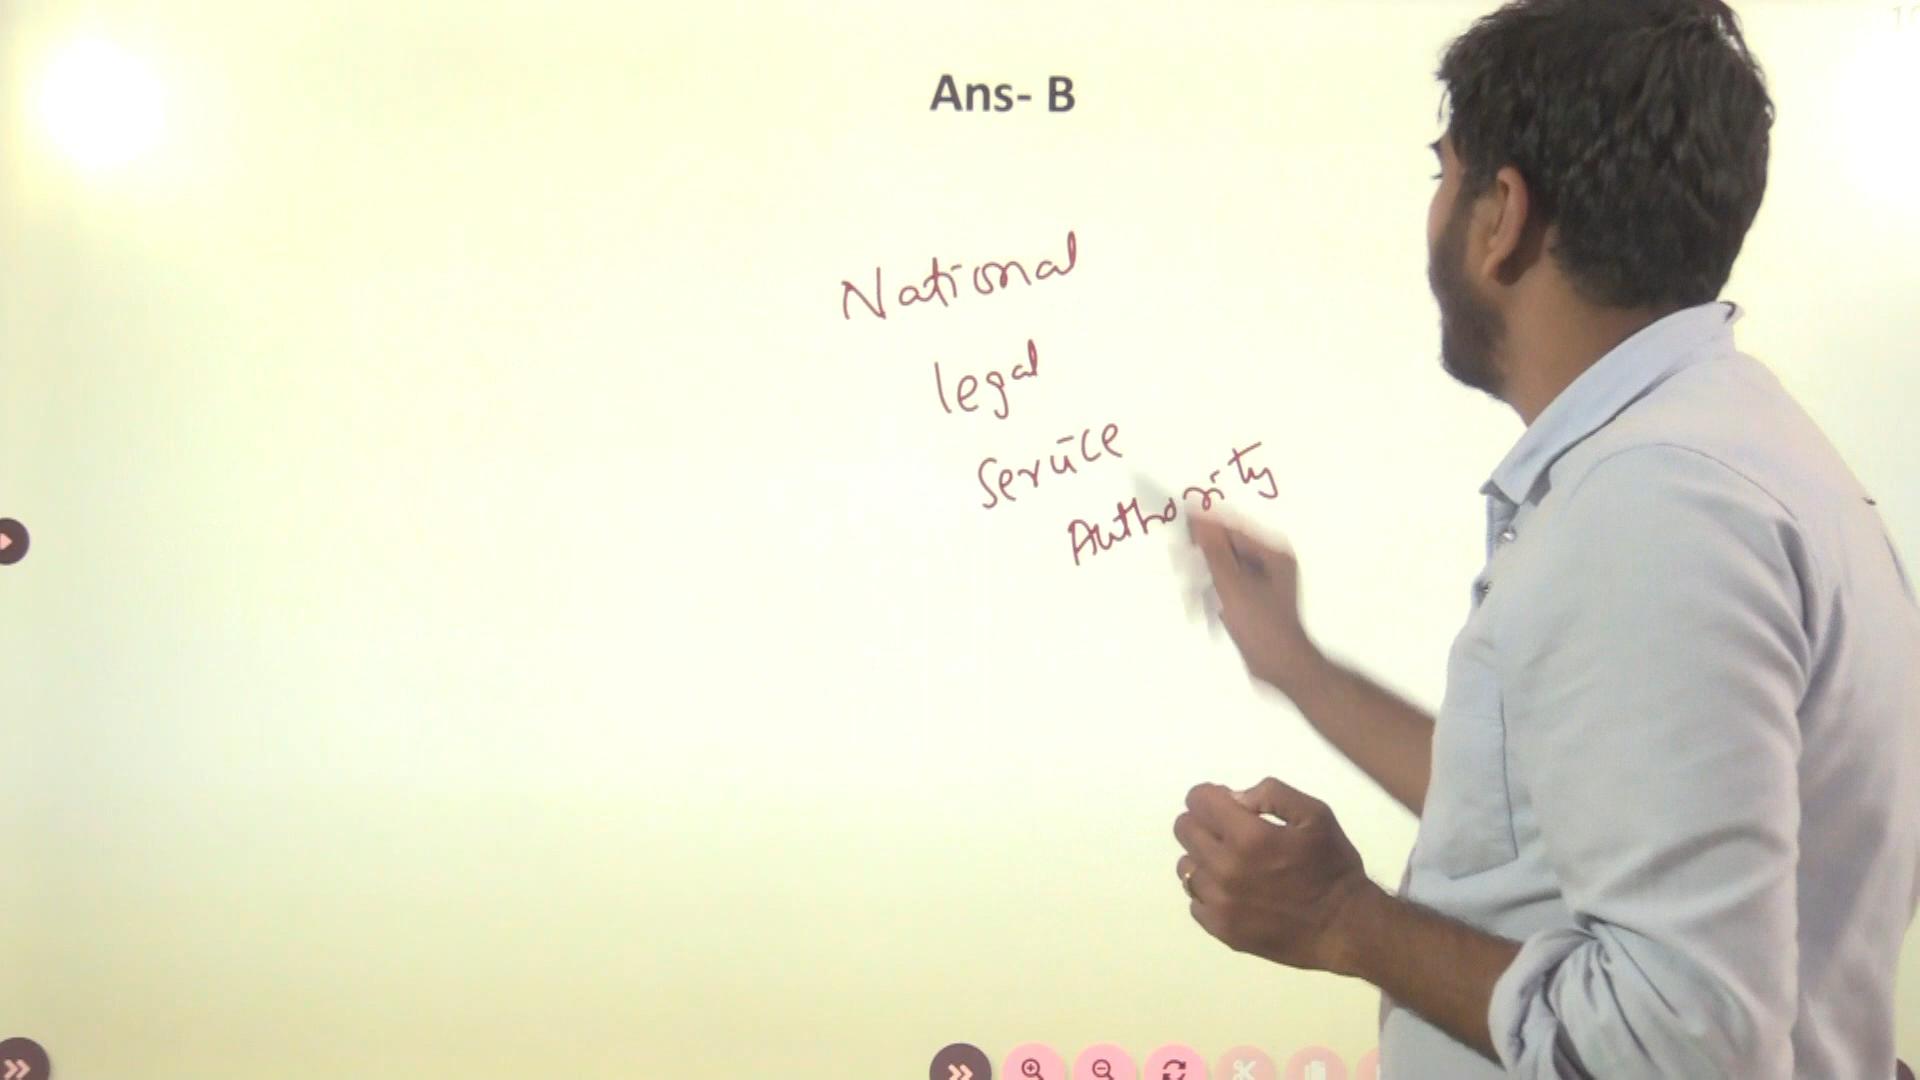 Ans- B
National
legal
Service
Authority